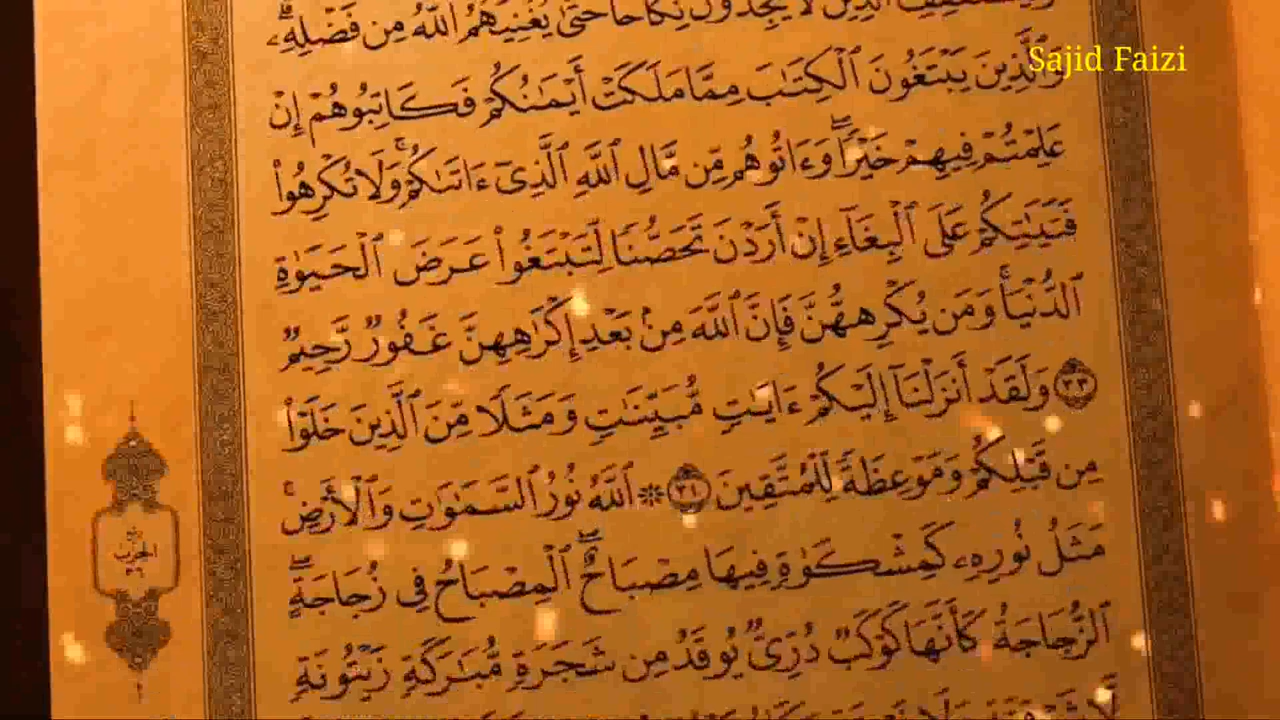 Sajid Faizi
ٱلَّذِينَ لَا يَجِدُونَ نِكَاحًا حَتَّىٰ يُغْنِيَهُمُ ٱللَّهُ مِن فَضْلِهِۦۗ
وَٱلَّذِينَ يَبْتَغُونَ ٱلْكِتَـٰبَ مِمَّا مَلَكَتْ أَيْمَـٰنُكُمْ فَكَاتِبُوهُمْ إِنْ
عَلِمْتُمْ فِيهِمْ خَيْرًاۖ وَءَاتُوهُم مِّن مَّالِ ٱللَّهِ ٱلَّذِىٓ ءَاتَىٰكُمْۚ وَلَا تُكْرِهُوا۟
فَتَيَـٰتِكُمْ عَلَى ٱلْبِغَآءِ إِنْ أَرَدْنَ تَحَصُّنًا لِّتَبْتَغُوا۟ عَرَضَ ٱلْحَيَوٰةِ
ٱلدُّنْيَاۚ وَمَن يُكْرِههُّنَّ فَإِنَّ ٱللَّهَ مِنۢ بَعْدِ إِكْرَٰهِهِنَّ غَفُورٌ رَّحِيمٌ
٣٣ وَلَقَدْ أَنزَلْنَآ إِلَيْكُمْ ءَايَـٰتٍ مُّبَيِّنَـٰتٍ وَمَثَلًا مِّنَ ٱلَّذِينَ خَلَوْا۟
مِن قَبْلِكُمْ وَمَوْعِظَةً لِّلْمُتَّقِينَ ٣٤ ۞ ٱللَّهُ نُورُ ٱلسَّمَـٰوَٰتِ وَٱلْأَرْضِۚ
مَثَلُ نُورِهِۦ كَمِشْكَوٰةٍ فِيهَا مِصْبَاحٌۖ ٱلْمِصْبَاحُ فِى زُجَاجَةٍۖ
ٱلزُّجَاجَةُ كَأَنَّهَا كَوْكَبٌ دُرِّىٌّ يُوقَدُ مِن شَجَرَةٍ مُّبَـٰرَكَةٍ زَيْتُونَةٍ
الحزب
٣٦